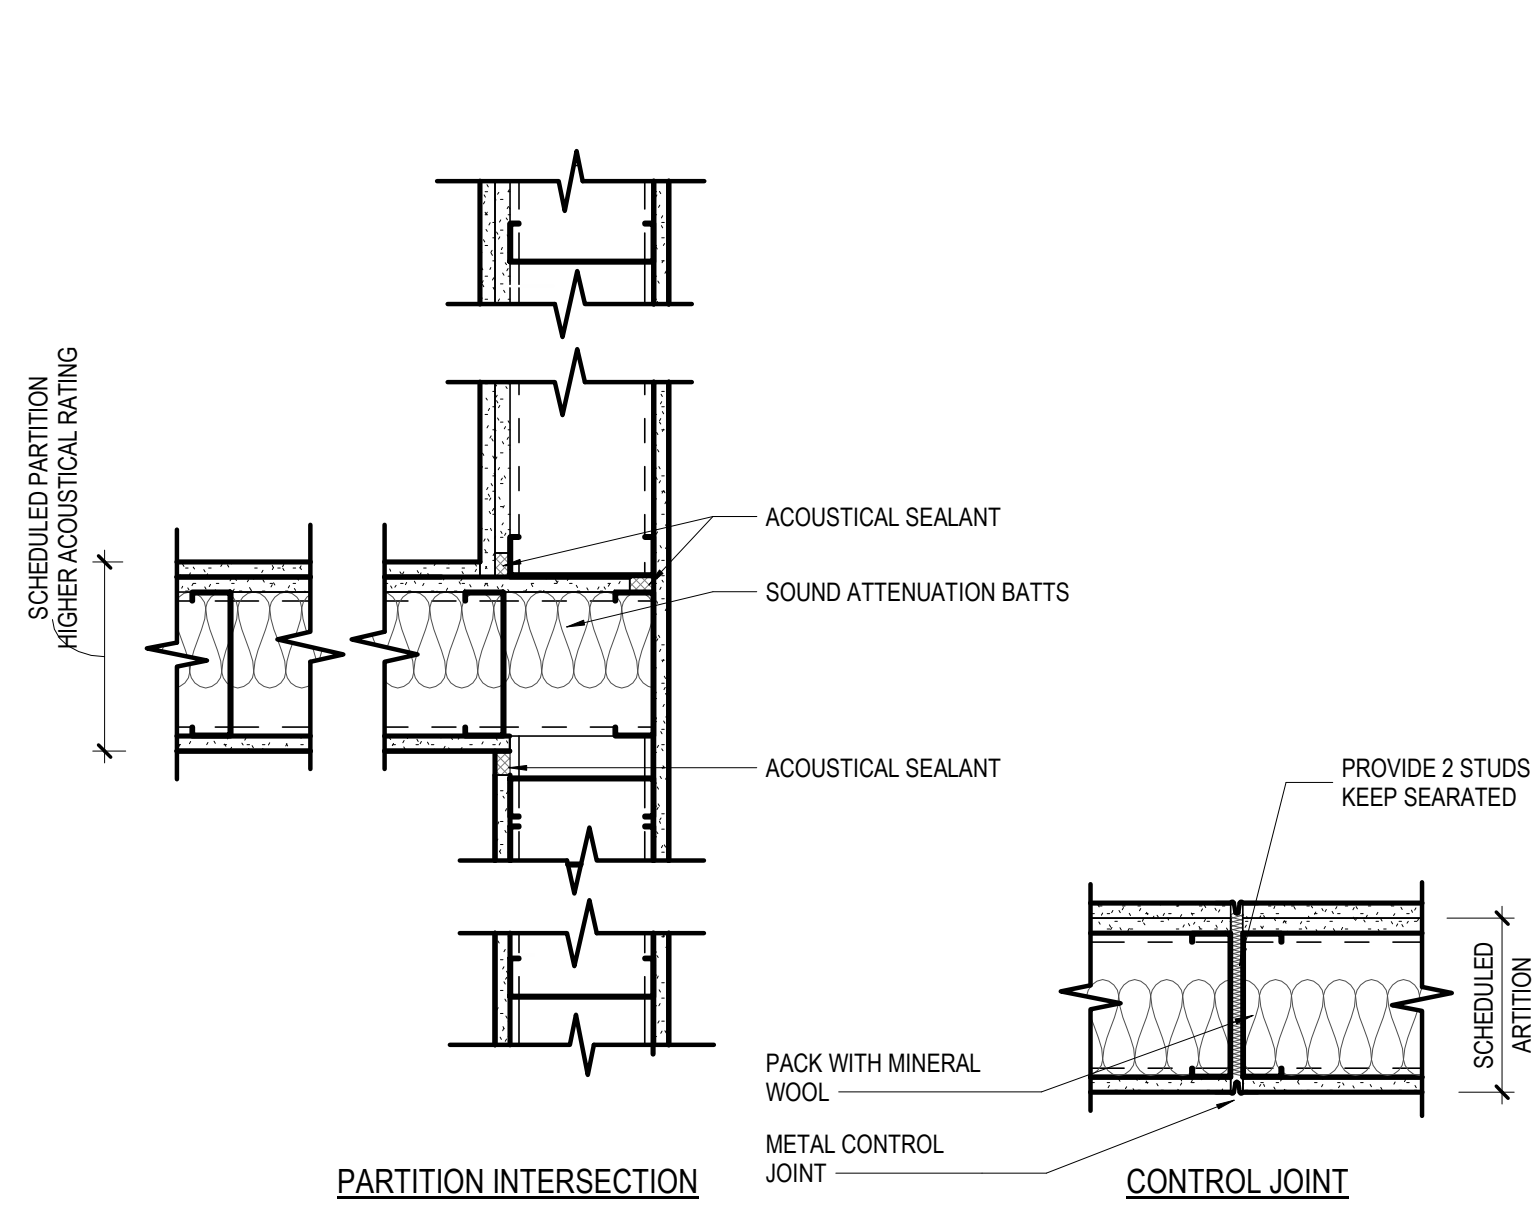 SCHEDULED PARTITION
HIGHER ACOUSTICAL RATING
ACOUSTICAL SEALANT
SOUND ATTENUATION BATTS
ACOUSTICAL SEALANT
PARTITION INTERSECTION
PROVIDE 2 STUDS
KEEP SEARATED
SCHEDULED
ARTITION
PACK WITH MINERAL
WOOL
METAL CONTROL
JOINT
CONTROL JOINT